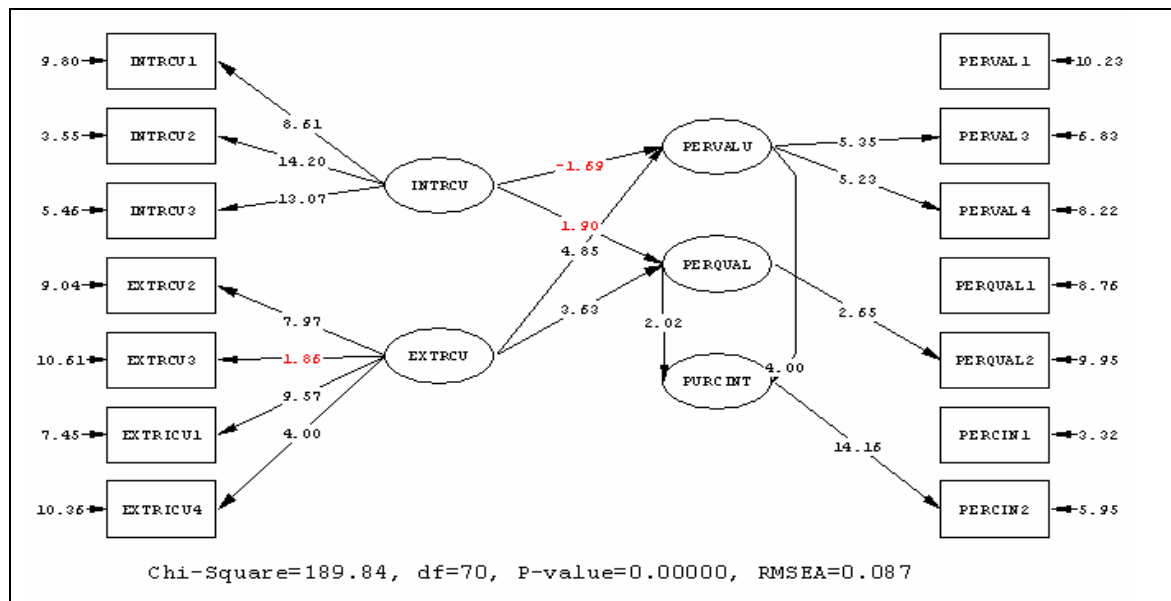 9.80 INTRCU1 PERVAL1 10.23
8.61
3.55 INTRCU2 PERVALU 5.35 PERVAL3 6.83
14.20
-1.69 5.23
5.46 INTRCU3 13.07 INTRCU PERVAL4 8.22
1.90
4.85
9.04 EXTRCU2 PERQUAL PERQUAL1 8.76
7.97 3.63 2.02 2.65
10.61 EXTRCU3 1.86 EXTRCU PERQUAL2 9.95
9.57 PURCINT 4.00
7.45 EXTRICU1 4.00 PERCIN1 3.32
14.16
10.36 EXTRICU4 PERCIN2 5.95
Chi-Square=189.84, df=70, P-value=0.00000, RMSEA=0.087